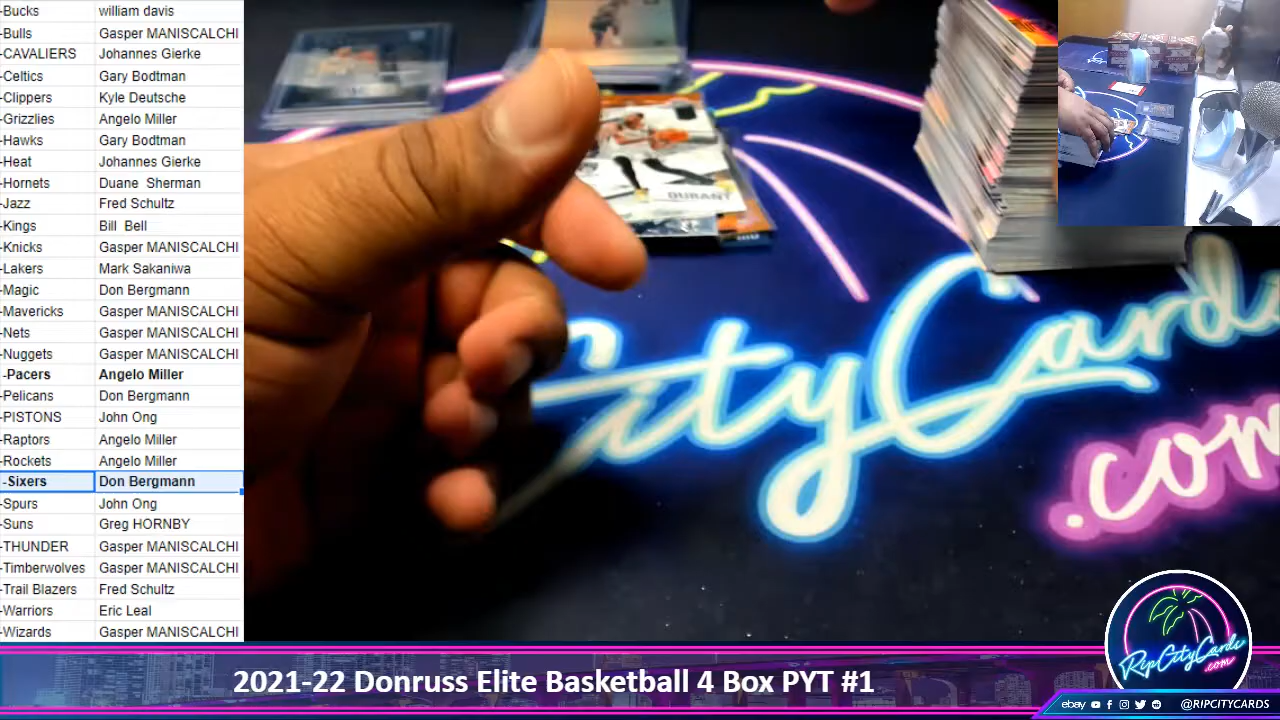 -Bucks william davis
-Bulls Gasper MANISCALCHI
-CAVALIERS Johannes Gierke
-Celtics Gary Bodtman
-Clippers Kyle Deutsche
-Grizzlies Angelo Miller
-Hawks Gary Bodtman
-Heat Johannes Gierke
-Hornets Duane Sherman
-Jazz Fred Schultz
-Kings Bill Bell
-Knicks Gasper MANISCALCHI
-Lakers Mark Sakaniwa
-Magic Don Bergmann
-Mavericks Gasper MANISCALCHI
-Nets Gasper MANISCALCHI
-Nuggets Gasper MANISCALCHI
-Pacers Angelo Miller
-Pelicans Don Bergmann
-PISTONS John Ong
-Raptors Angelo Miller
-Rockets Angelo Miller
-Sixers Don Bergmann
-Spurs John Ong
-Suns Greg HORNBY
-THUNDER Gasper MANISCALCHI
-Timberwolves Gasper MANISCALCHI
-Trail Blazers Fred Schultz
-Warriors Eric Leal
-Wizards Gasper MANISCALCHI
DURANT
CityCards
.com
RipCityCards
.com
2021-22 Donruss Elite Basketball 4 Box PYT #1
ebay @RIPCITYCARDS